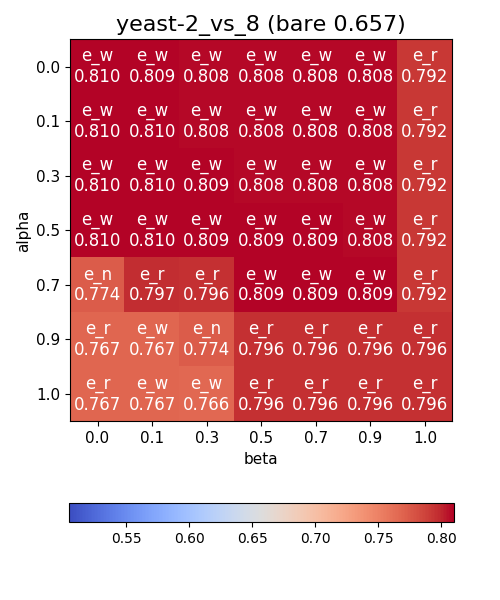 yeast-2_vs_8 (bare 0.657)
e_w e_w e_w e_w e_w e_w e_r
0.0 0.810 0.809 0.808 0.808 0.808 0.808 0.792
e_w e_w e_w e_w e_w e_w e_r
0.1 0.810 0.810 0.808 0.808 0.808 0.808 0.792
e_w e_w e_w e_w e_w e_w e_r
0.3 0.810 0.810 0.809 0.808 0.808 0.808 0.792
e_w e_w e_w e_w e_w e_w e_r
0.5 0.810 0.810 0.809 0.809 0.809 0.808 0.792
e_n e_r e_r e_w e_w e_w e_r
0.7 0.774 0.797 0.796 0.809 0.809 0.809 0.792
e_r e_w e_n e_r e_r e_r e_r
0.9 0.767 0.767 0.774 0.796 0.796 0.796 0.796
e_r e_w e_w e_r e_r e_r e_r
1.0 0.767 0.767 0.766 0.796 0.796 0.796 0.796
alpha
0.0 0.1 0.3 0.5 0.7 0.9 1.0
beta
0.55 0.60 0.65 0.70 0.75 0.80